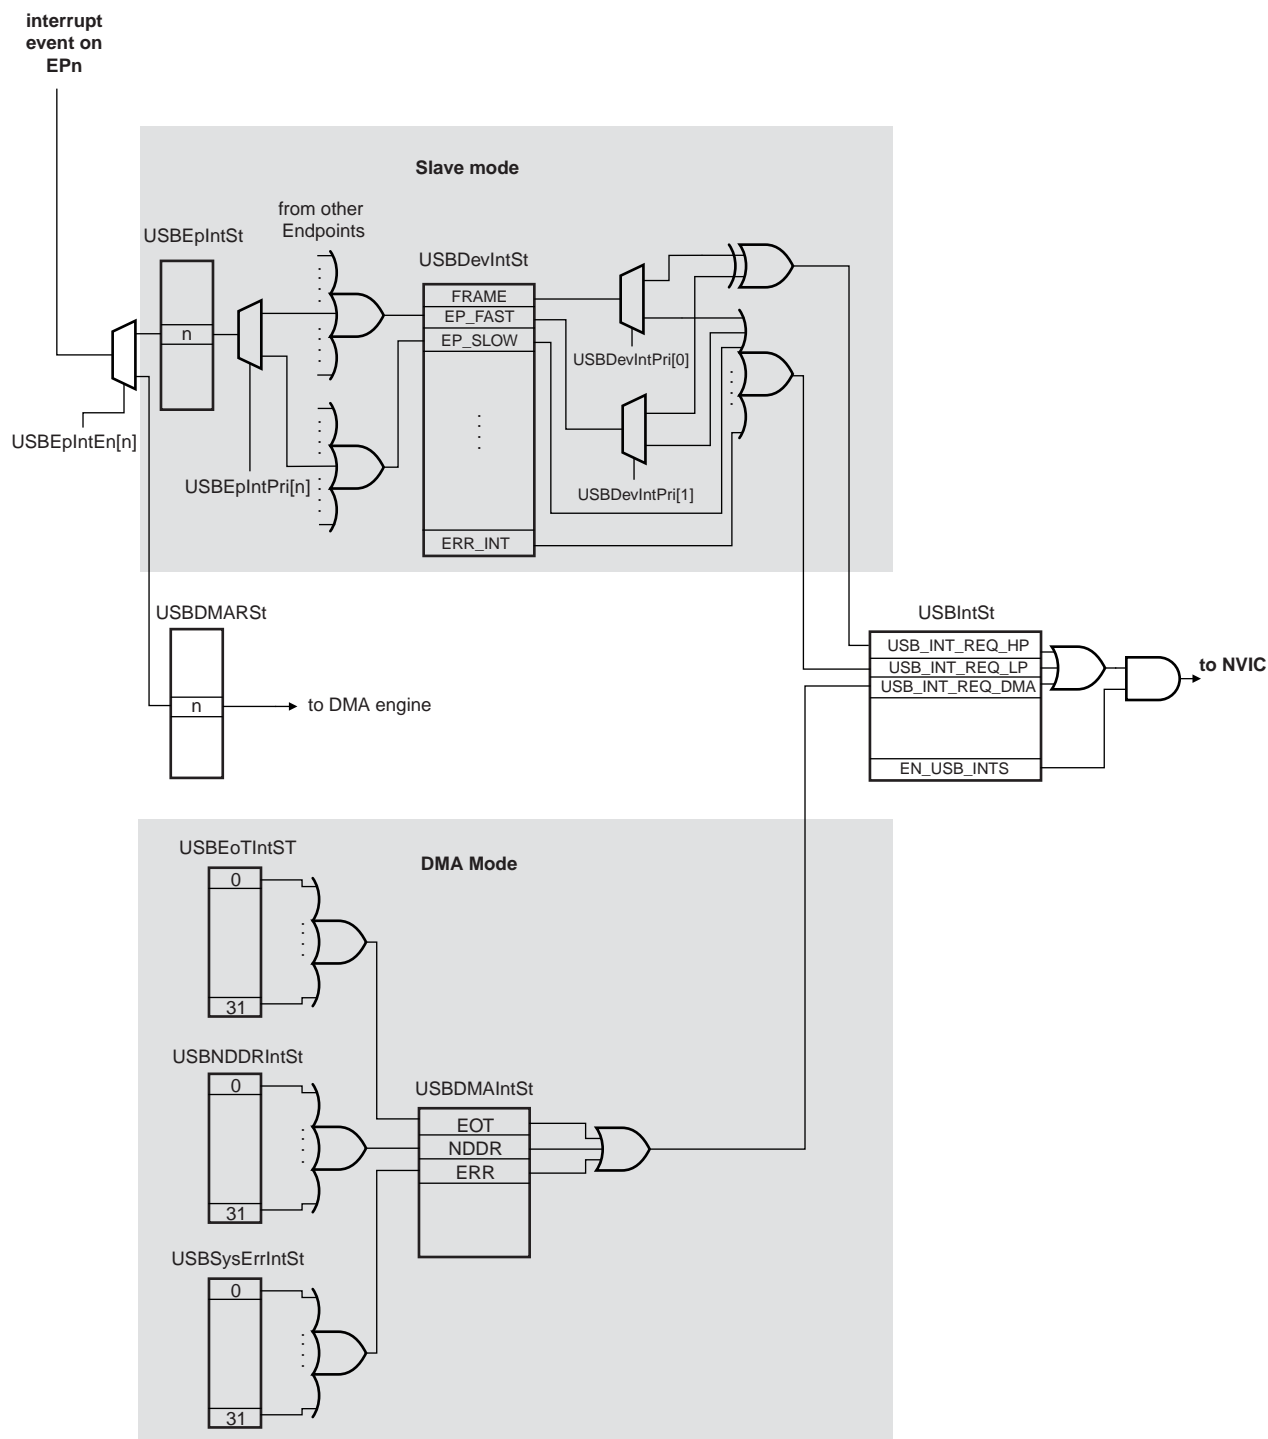 interrupt
event on
EPn
Slave mode
from other
Endpoints
USBEpIntSt
n
USBEpIntEn[n]
USBEpIntPri[n]
USBDevIntSt
FRAME
EP_FAST
EP_SLOW
ERR_INT
USBDevIntPri[0]
USBDevIntPri[1]
USBDMARSt
n
to DMA engine
USBIntSt
USB_INT_REQ_HP
USB_INT_REQ_LP
USB_INT_REQ_DMA
EN_USB_INTS
to NVIC
DMA Mode
USBEoTIntST
0
31
USBNDDRIntSt
0
31
USBSysErrIntSt
0
31
USBDMAIntSt
EOT
NDDR
ERR